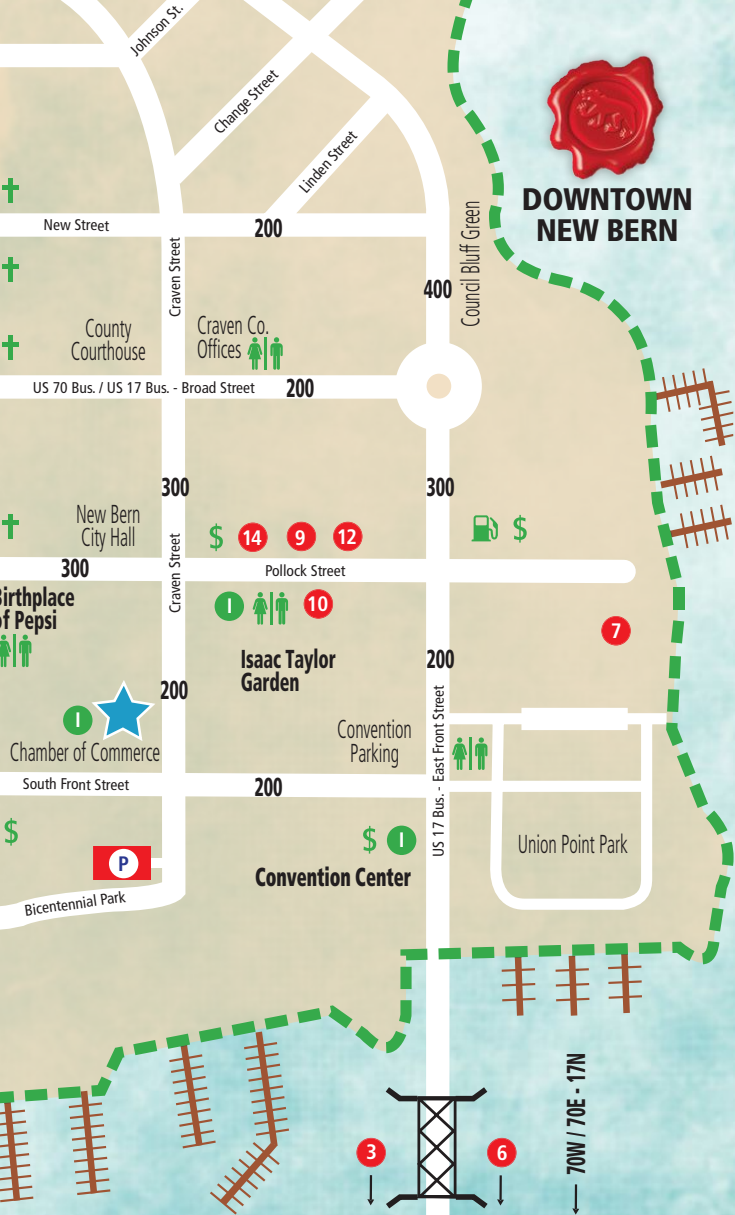 Johnson St.
Change Street
Linden Street
DOWNTOWN
NEW BERN
New Street
200
Craven Street
Council Bluff Green
400
County
Courthouse
Craven Co.
Offices
US 70 Bus. / US 17 Bus. - Broad Street
200
300
300
New Bern
City Hall
$
14
9
12
$
300
Pollock Street
Craven Street
Birthplace
of Pepsi
I
10
7
Isaac Taylor
Garden
200
200
I
Chamber of Commerce
Convention
Parking
US 17 Bus. - East Front Street
South Front Street
200
$
$
I
Union Point Park
P
Convention Center
Bicentennial Park
70W / 70E - 17N
3
6